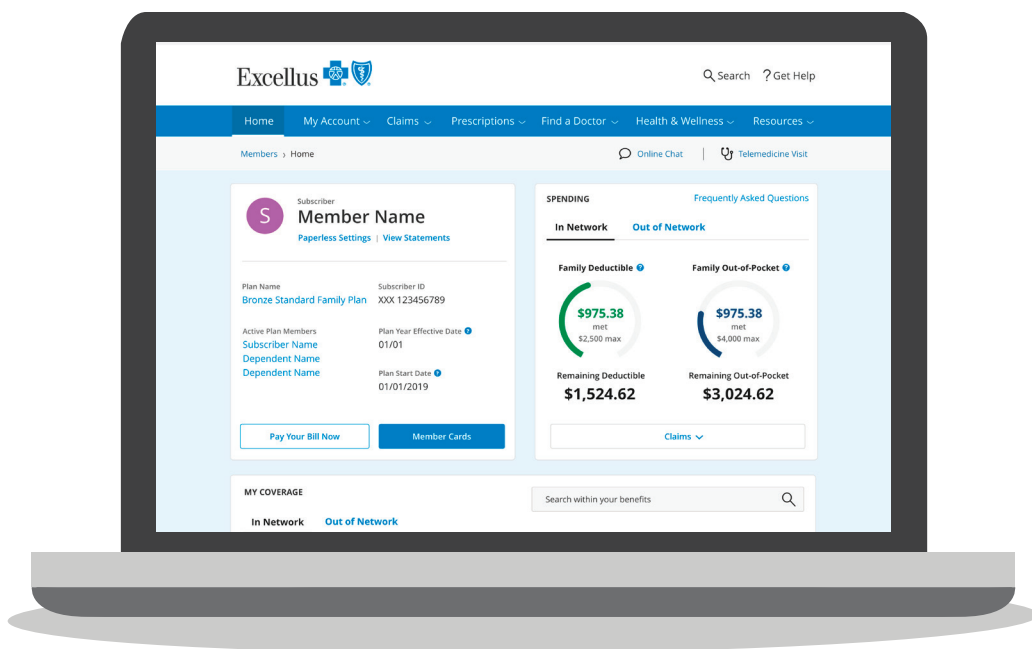 Excellus
Search ? Get Help
Home My Account Claims Prescriptions Find a Doctor Health & Wellness Resources
Members › Home
Online Chat | Telemedicine Visit
S
Subscriber
Member Name
Paperless Settings | View Statements
Plan Name
Bronze Standard Family Plan
Subscriber ID
XXX 123456789
Active Plan Members
Subscriber Name
Dependent Name
Dependent Name
Plan Year Effective Date ?
01/01
Plan Start Date ?
01/01/2019
Pay Your Bill Now
Member Cards
SPENDING
Frequently Asked Questions
In Network Out of Network
Family Deductible ?
$975.38
met
$2,500 max
Remaining Deductible
$1,524.62
Family Out-of-Pocket ?
$975.38
met
$4,000 max
Remaining Out-of-Pocket
$3,024.62
Claims
MY COVERAGE
Search within your benefits
In Network Out of Network